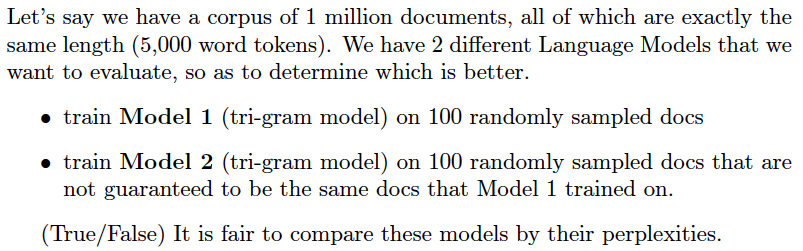 Let's say we have a corpus of 1 million documents, all of which are exactly the
same length (5,000 word tokens). We have 2 different Language Models that we
want to evaluate, so as to determine which is better.
• train Model 1 (tri-gram model) on 100 randomly sampled docs
• train Model 2 (tri-gram model) on 100 randomly sampled docs that are
not guaranteed to be the same docs that Model 1 trained on.
(True/False) It is fair to compare these models by their perplexities.